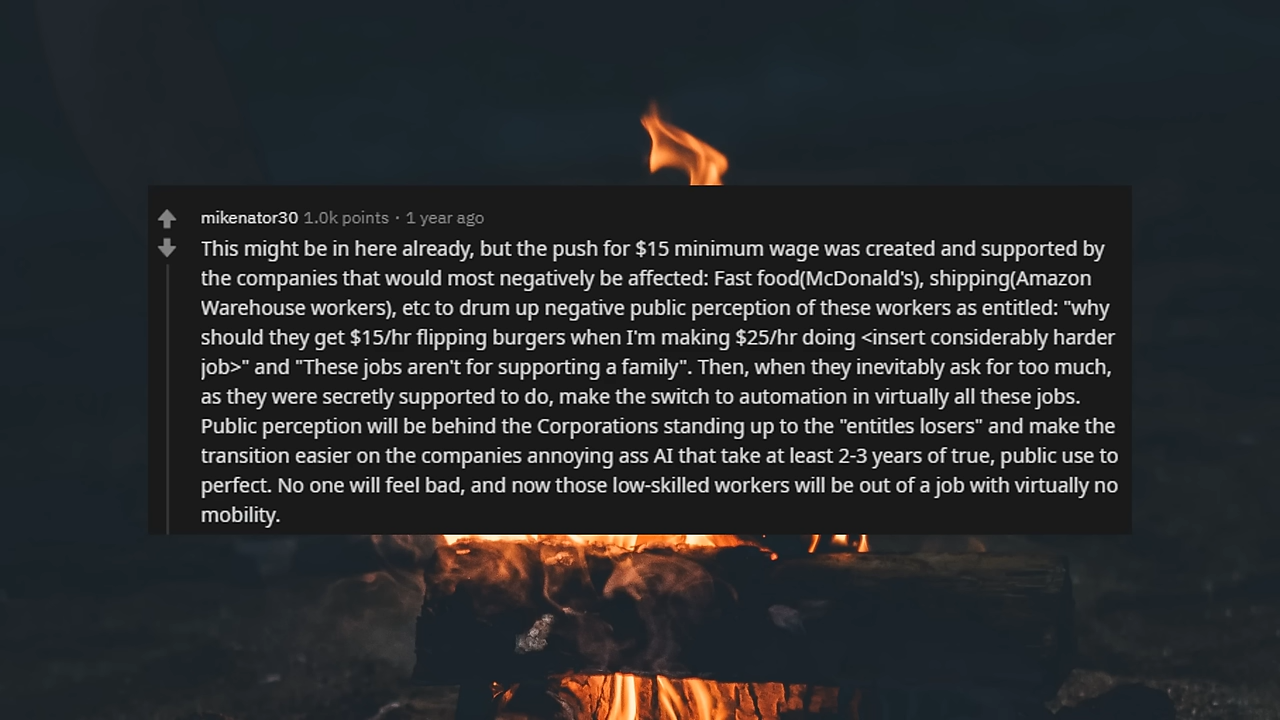 mikenator30 1.0k points · 1 year ago
This might be in here already, but the push for $15 minimum wage was created and supported by
the companies that would most negatively be affected: Fast food(McDonald's), shipping(Amazon
Warehouse workers), etc to drum up negative public perception of these workers as entitled: "why
should they get $15/hr flipping burgers when I'm making $25/hr doing <insert considerably harder
job>" and "These jobs aren't for supporting a family". Then, when they inevitably ask for too much,
as they were secretly supported to do, make the switch to automation in virtually all these jobs.
Public perception will be behind the Corporations standing up to the "entitles losers" and make the
transition easier on the companies annoying ass AI that take at least 2-3 years of true, public use to
perfect. No one will feel bad, and now those low-skilled workers will be out of a job with virtually no
mobility.